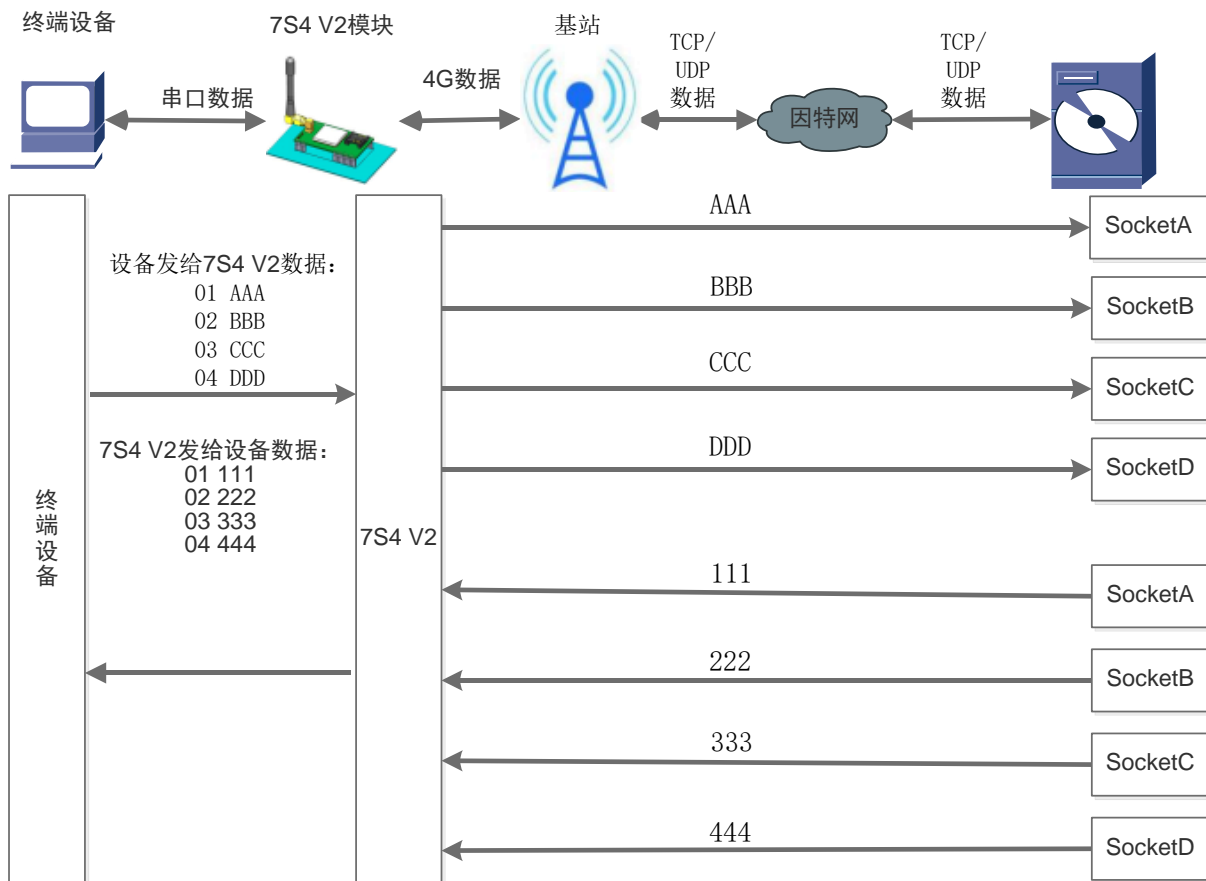 终端设备
7S4 V2模块
基站
TCP/
UDP
数据
TCP/
UDP
数据
串口数据
4G数据
因特网
AAA
SocketA
设备发给7S4 V2数据：
01 AAA
02 BBB
03 CCC
04 DDD
BBB
SocketB
CCC
SocketC
7S4 V2发给设备数据：
01 111
02 222
03 333
04 444
DDD
SocketD
终端设备
7S4 V2
111
SocketA
222
SocketB
333
SocketC
444
SocketD